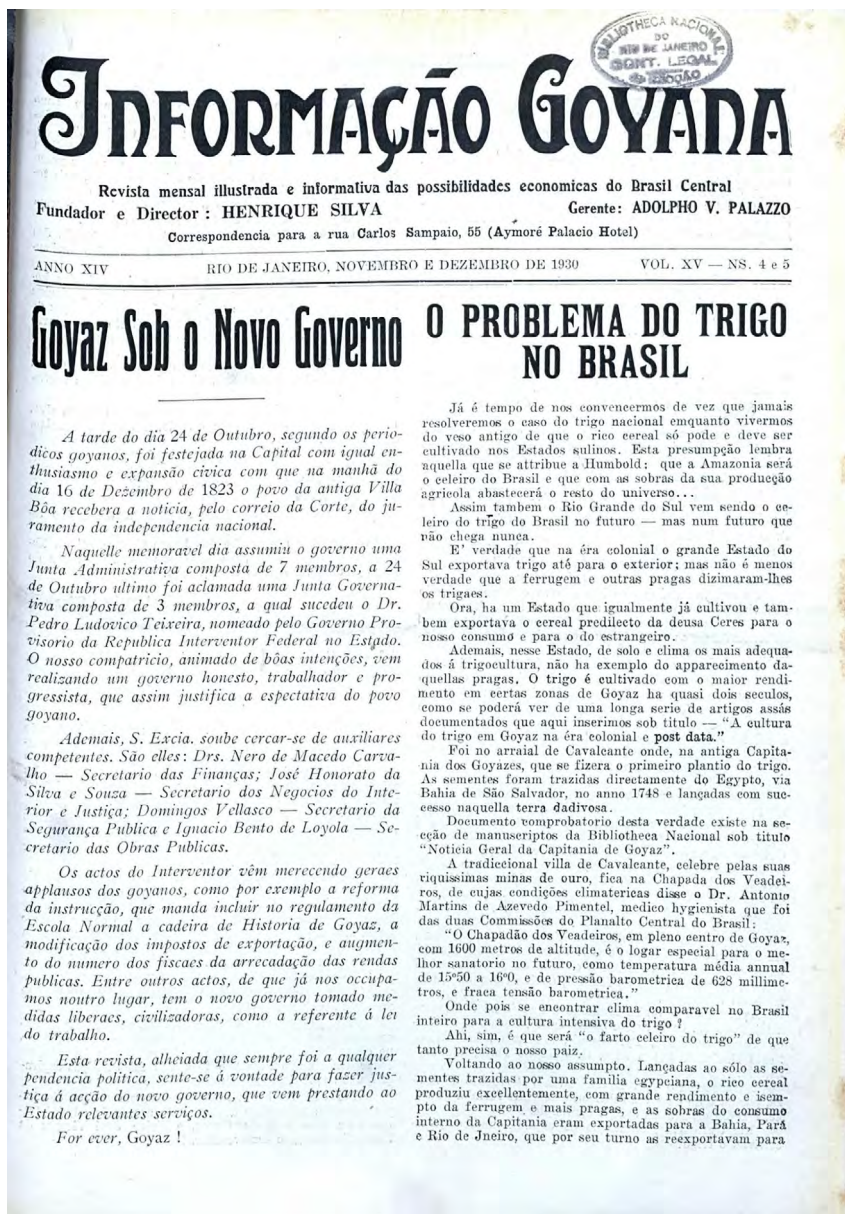 BIBLIOTHECA NACIONAL
DO
RIO DE JANEIRO
CONT. LEGAL
INFORMAÇÃO GOYANA
Revista mensal illustrada e informativa das possibilidades economicas do Brasil Central
Fundador e Director : HENRIQUE SILVA
Gerente: ADOLPHO V. PALAZZO
Correspondencia para a rua Carlos Sampaio, 55 (Aymoré Palacio Hotel)
ANNO XIV RIO DE JANEIRO, NOVEMBRO E DEZEMBRO DE 1930 VOL. XV — NS. 4 e 5
Goyaz Sob o Novo Governo
A tarde do dia 24 de Outubro, segundo os perio-
dicos goyanos, foi festejada na Capital com igual en-
thusiasmo e expansão civica com que na manhã do
dia 16 de Dezembro de 1823 o povo da antiga Villa
Bôa recebera a noticia, pelo correio da Corte, do ju-
ramento da independencia nacional.
Naquelle memoravel dia assumiu o governo uma
Junta Administrativa composta de 7 membros, a 24
de Outubro ultimo foi aclamada uma Junta Governa-
tiva composta de 3 membros, a qual sucedeu o Dr.
Pedro Ludovico Teixeira, nomeado pelo Governo Pro-
visorio da Republica Interventor Federal no Estado.
O nosso compatricio, animado de bôas intenções, vem
realizando um governo honesto, trabalhador e pro-
gressista, que assim justifica a espectativa do povo
goyano.
Ademais, S. Excia. soube cercar-se de auxiliares
competentes. São elles: Drs. Nero de Macedo Carva-
lho — Secretario das Finanças; José Honorato da
Silva e Souza — Secretario dos Negocios do Inte-
rior e Justiça; Domingos Vellasco — Secretario da
Segurança Publica e Ignacio Bento de Loyola — Se-
cretario das Obras Publicas.
Os actos do Interventor vêm merecendo geraes
applausos dos goyanos, como por exemplo a reforma
da instrucção, que manda incluir no regulamento da
Escola Normal a cadeira de Historia de Goyaz, a
modificação dos impostos de exportação, e augmen-
to do numero dos fiscaes da arrecadação das rendas
publicas. Entre outros actos, de que já nos occupa-
mos noutro lugar, tem o novo governo tomado me-
didas liberaes, civilizadoras, como a referente á lei
do trabalho.
Esta revista, alheiada que sempre foi a qualquer
pendencia politica, sente-se á vontade para fazer jus-
tiça á acção do novo governo, que vem prestando ao
Estado relevantes serviços.
For ever, Goyaz !
O PROBLEMA DO TRIGO
NO BRASIL
Já é tempo de nos convencermos de vez que jamais
resolveremos o caso do trigo nacional emquanto vivermos
do veso antigo de que o rico cereal só pode e deve ser
cultivado nos Estados sulinos. Esta presumpção lembra
aquella que se attribue a Humbold: que a Amazonia será
o celeiro do Brasil e que com as sobras da sua producção
agricola abastecerá o resto do universo...
Assim tambem o Rio Grande do Sul vem sendo o ce-
leiro do trigo do Brasil no futuro — mas num futuro que
não chega nunca.
E' verdade que na éra colonial o grande Estado do
Sul exportava trigo até para o exterior; mas não é menos
verdade que a ferrugem e outras pragas dizimaram-lhes
os trigaes.
Ora, ha um Estado que igualmente já cultivou e tam-
bem exportava o cereal predilecto da deusa Ceres para o
nosso consumo e para o do estrangeiro.
Ademais, nesse Estado, de solo e clima os mais adequa-
dos á trigocultura, não ha exemplo do apparecimento da-
quellas pragas. O trigo é cultivado com o maior rendi-
mento em certas zonas de Goyaz ha quasi dois seculos,
como se poderá ver de uma longa serie de artigos assás
documentados que aqui inserimos sob titulo — "A cultura
do trigo em Goyaz na éra colonial e post data."
Foi no arraial de Cavalcante onde, na antiga Capita-
nia dos Goyázes, que se fizera o primeiro plantio do trigo.
As sementes foram trazidas directamente do Egypto, via
Bahia de São Salvador, no anno 1748 e lançadas com suc-
cesso naquella terra dadivosa.
Documento comprobatorio desta verdade existe na se-
cção de manuscriptos da Bibliotheca Nacional sob titulo
"Noticia Geral da Capitania de Goyaz".
A tradiccional villa de Cavalcante, celebre pelas suas
riquissimas minas de ouro, fica na Chapada dos Veadei-
ros, de cujas condições climatericas disse o Dr. Antonio
Martins de Azevedo Pimentel, medico hygienista que foi
das duas Commissões do Planalto Central do Brasil:
"O Chapadão dos Veadeiros, em pleno centro de Goyaz,
com 1600 metros de altitude, é o logar especial para o me-
lhor sanatorio no futuro, como temperatura média annual
de 15º50 a 16º0, e de pressão barometrica de 628 millime-
tros, e fraca tensão barometrica."
Onde pois se encontrar clima comparavel no Brasil
inteiro para a cultura intensiva do trigo ?
Ahi, sim, é que será "o farto celeiro do trigo" de que
tanto precisa o nosso paiz.
Voltando ao nosso assumpto. Lançadas ao sólo as se-
mentes trazidas por uma familia egypciana, o rico cereal
produziu excellentemente, com grande rendimento e isem-
pto da ferrugem e mais pragas, e as sobras do consumo
interno da Capitania eram exportadas para a Bahia, Pará
e Rio de Jneiro, que por seu turno as reexportavam para